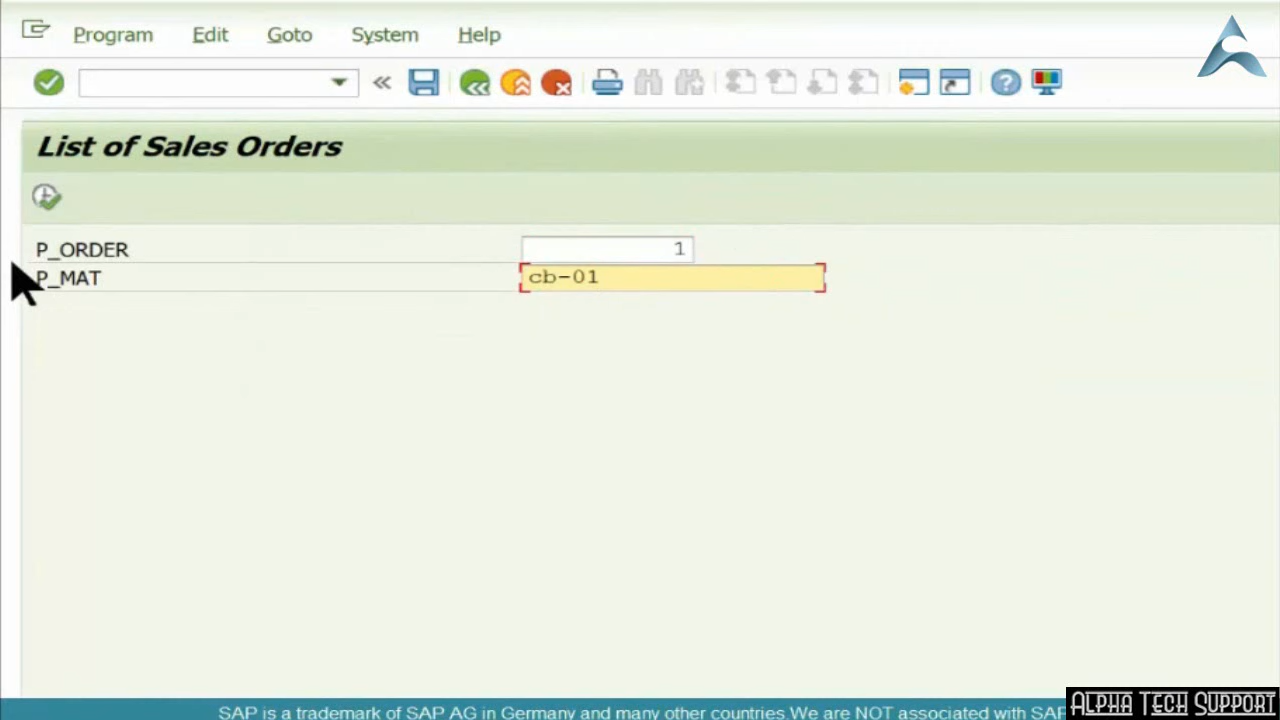 Program Edit Goto System Help
List of Sales Orders
P_ORDER 1
P_MAT cb-01
SAP is a trademark of SAP AG in Germany and many other countries.We are NOT associated with SAP
Alpha Tech Support